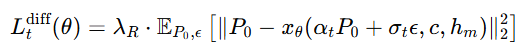 L_t^diff(θ) = λ_R · 𝔼_{P_0,ϵ} [‖P_0 − x_θ(α_t P_0 + σ_t ϵ, c, h_m)‖_2^2]